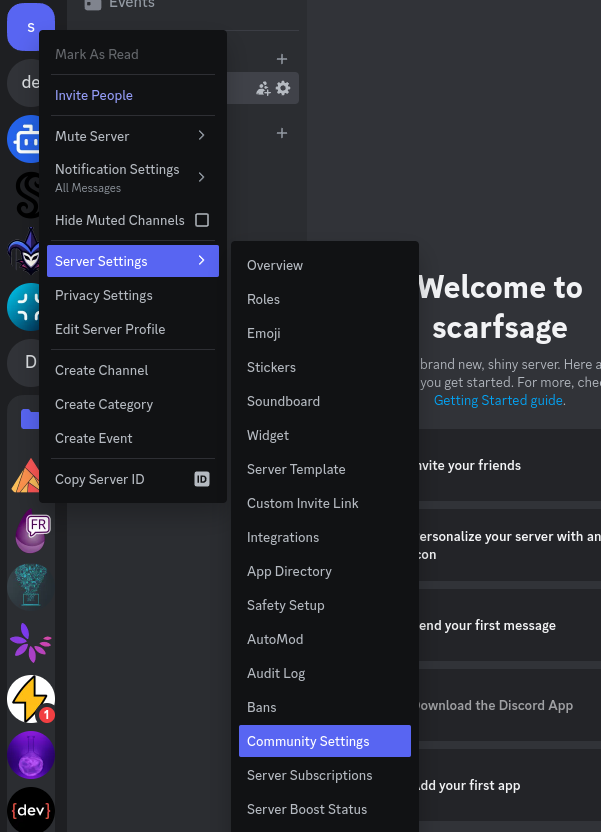 Events
s
Mark As Read
de
Invite People
Mute Server
Notification Settings
All Messages
Hide Muted Channels
Server Settings
Privacy Settings
Edit Server Profile
D
Create Channel
Create Category
Create Event
Copy Server ID
ID
FR
1
{dev}
Overview
Roles
Emoji
Stickers
Soundboard
Widget
Server Template
Custom Invite Link
Integrations
App Directory
Safety Setup
AutoMod
Audit Log
Bans
Community Settings
Server Subscriptions
Server Boost Status
Welcome to
scarfsage
brand new, shiny server. Here a
you get started. For more, che
Getting Started guide.
nvite your friends
ersonalize your server with an
con
end your first message
ownload the Discord App
dd your first app